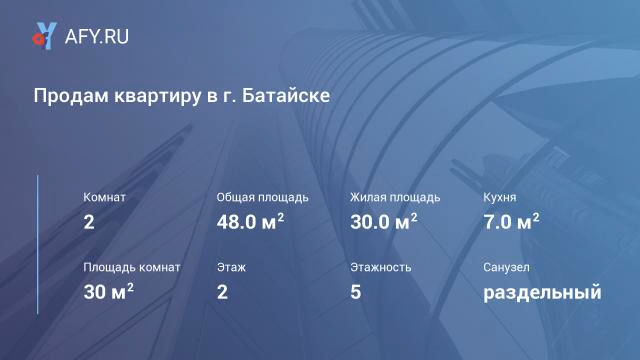 AFY.RU
Продам квартиру в г. Батайске
Комнат
2
Общая площадь
48.0 м²
Жилая площадь
30.0 м²
Кухня
7.0 м²
Площадь комнат
30 м²
Этаж
2
Этажность
5
Санузел
раздельный